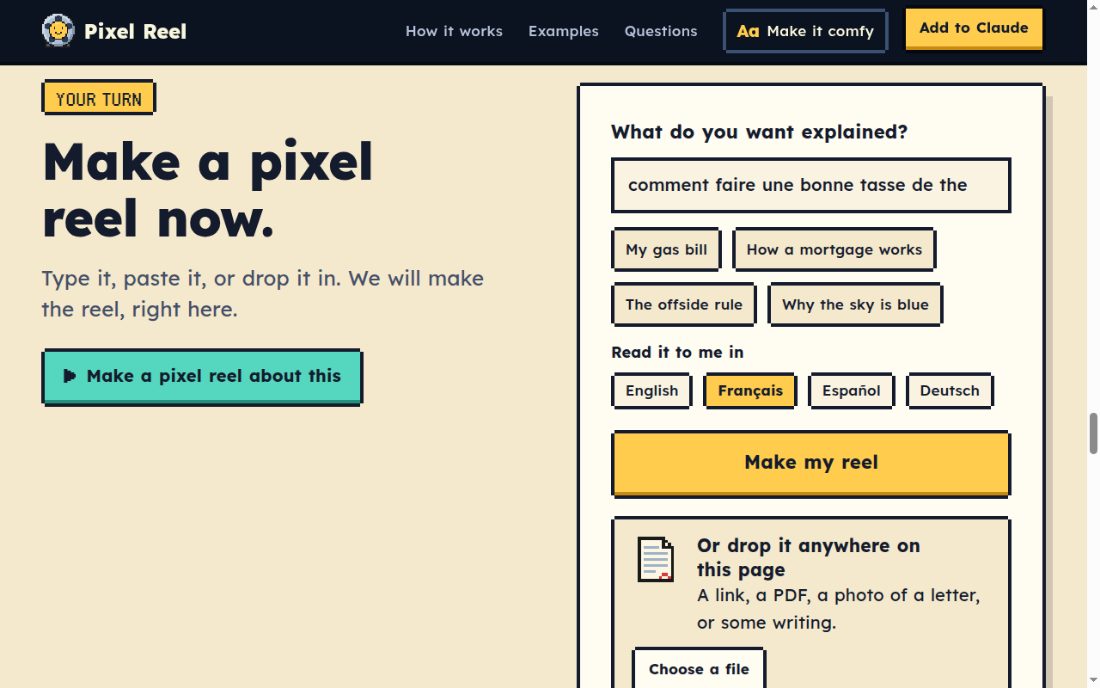 Pixel Reel
How it works
Examples
Questions
Aa Make it comfy
Add to Claude
YOUR TURN
Make a pixel
reel now.
Type it, paste it, or drop it in. We will make
the reel, right here.
Make a pixel reel about this
What do you want explained?
comment faire une bonne tasse de the
My gas bill
How a mortgage works
The offside rule
Why the sky is blue
Read it to me in
English
Français
Español
Deutsch
Make my reel
Or drop it anywhere on
this page
A link, a PDF, a photo of a letter,
or some writing.
Choose a file